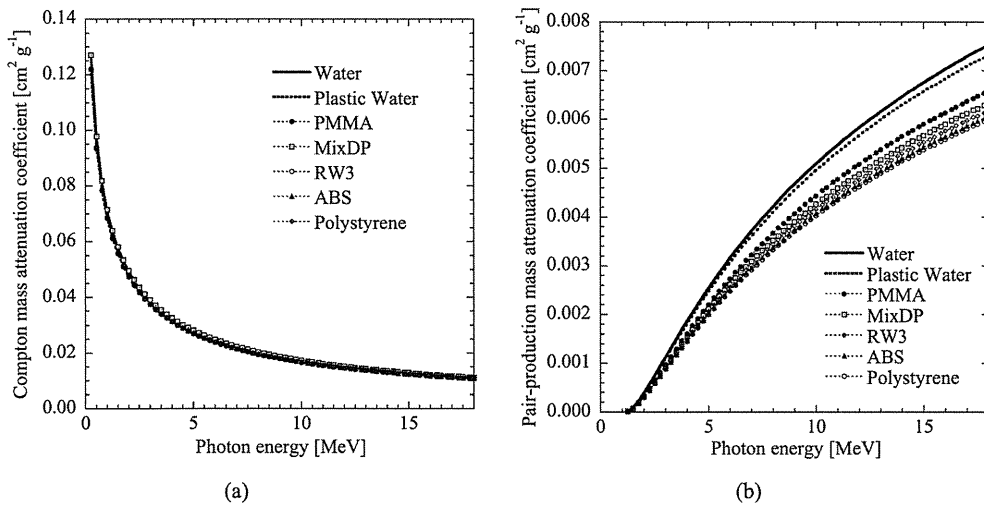 Compton mass attenuation coefficient [cm² g⁻¹]
0.14
0.12
0.10
0.08
0.06
0.04
0.02
0.00
0
5
10
15
Photon energy [MeV]
Water
Plastic Water
PMMA
MixDP
RW3
ABS
Polystyrene
(a)
Pair-production mass attenuation coefficient [cm² g⁻¹]
0.008
0.007
0.006
0.005
0.004
0.003
0.002
0.001
0.000
0
5
10
15
Photon energy [MeV]
Water
Plastic Water
PMMA
MixDP
RW3
ABS
Polystyrene
(b)